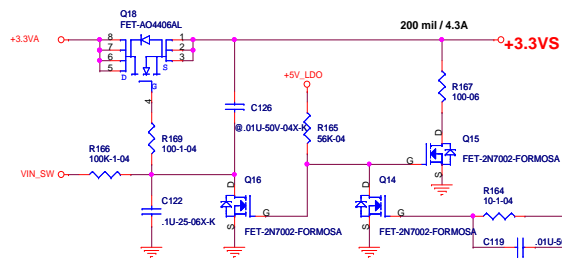 Q18
FET-AO4406AL
200 mil / 4.3A
+3.3VA
8
7
6
5
D
1
2
3
S
G
4
+3.3VS
+5V_LDO
R167
100-06
C126
@.01U-50V-04X-K
R165
56K-04
R169
100-1-04
R166
100K-1-04
VIN_SW
Q15
D
G
S
FET-2N7002-FORMOSA
C122
.1U-25-06X-K
Q16
D
G
S
FET-2N7002-FORMOSA
Q14
D
G
S
FET-2N7002-FORMOSA
R164
10-1-04
C119
.01U-50